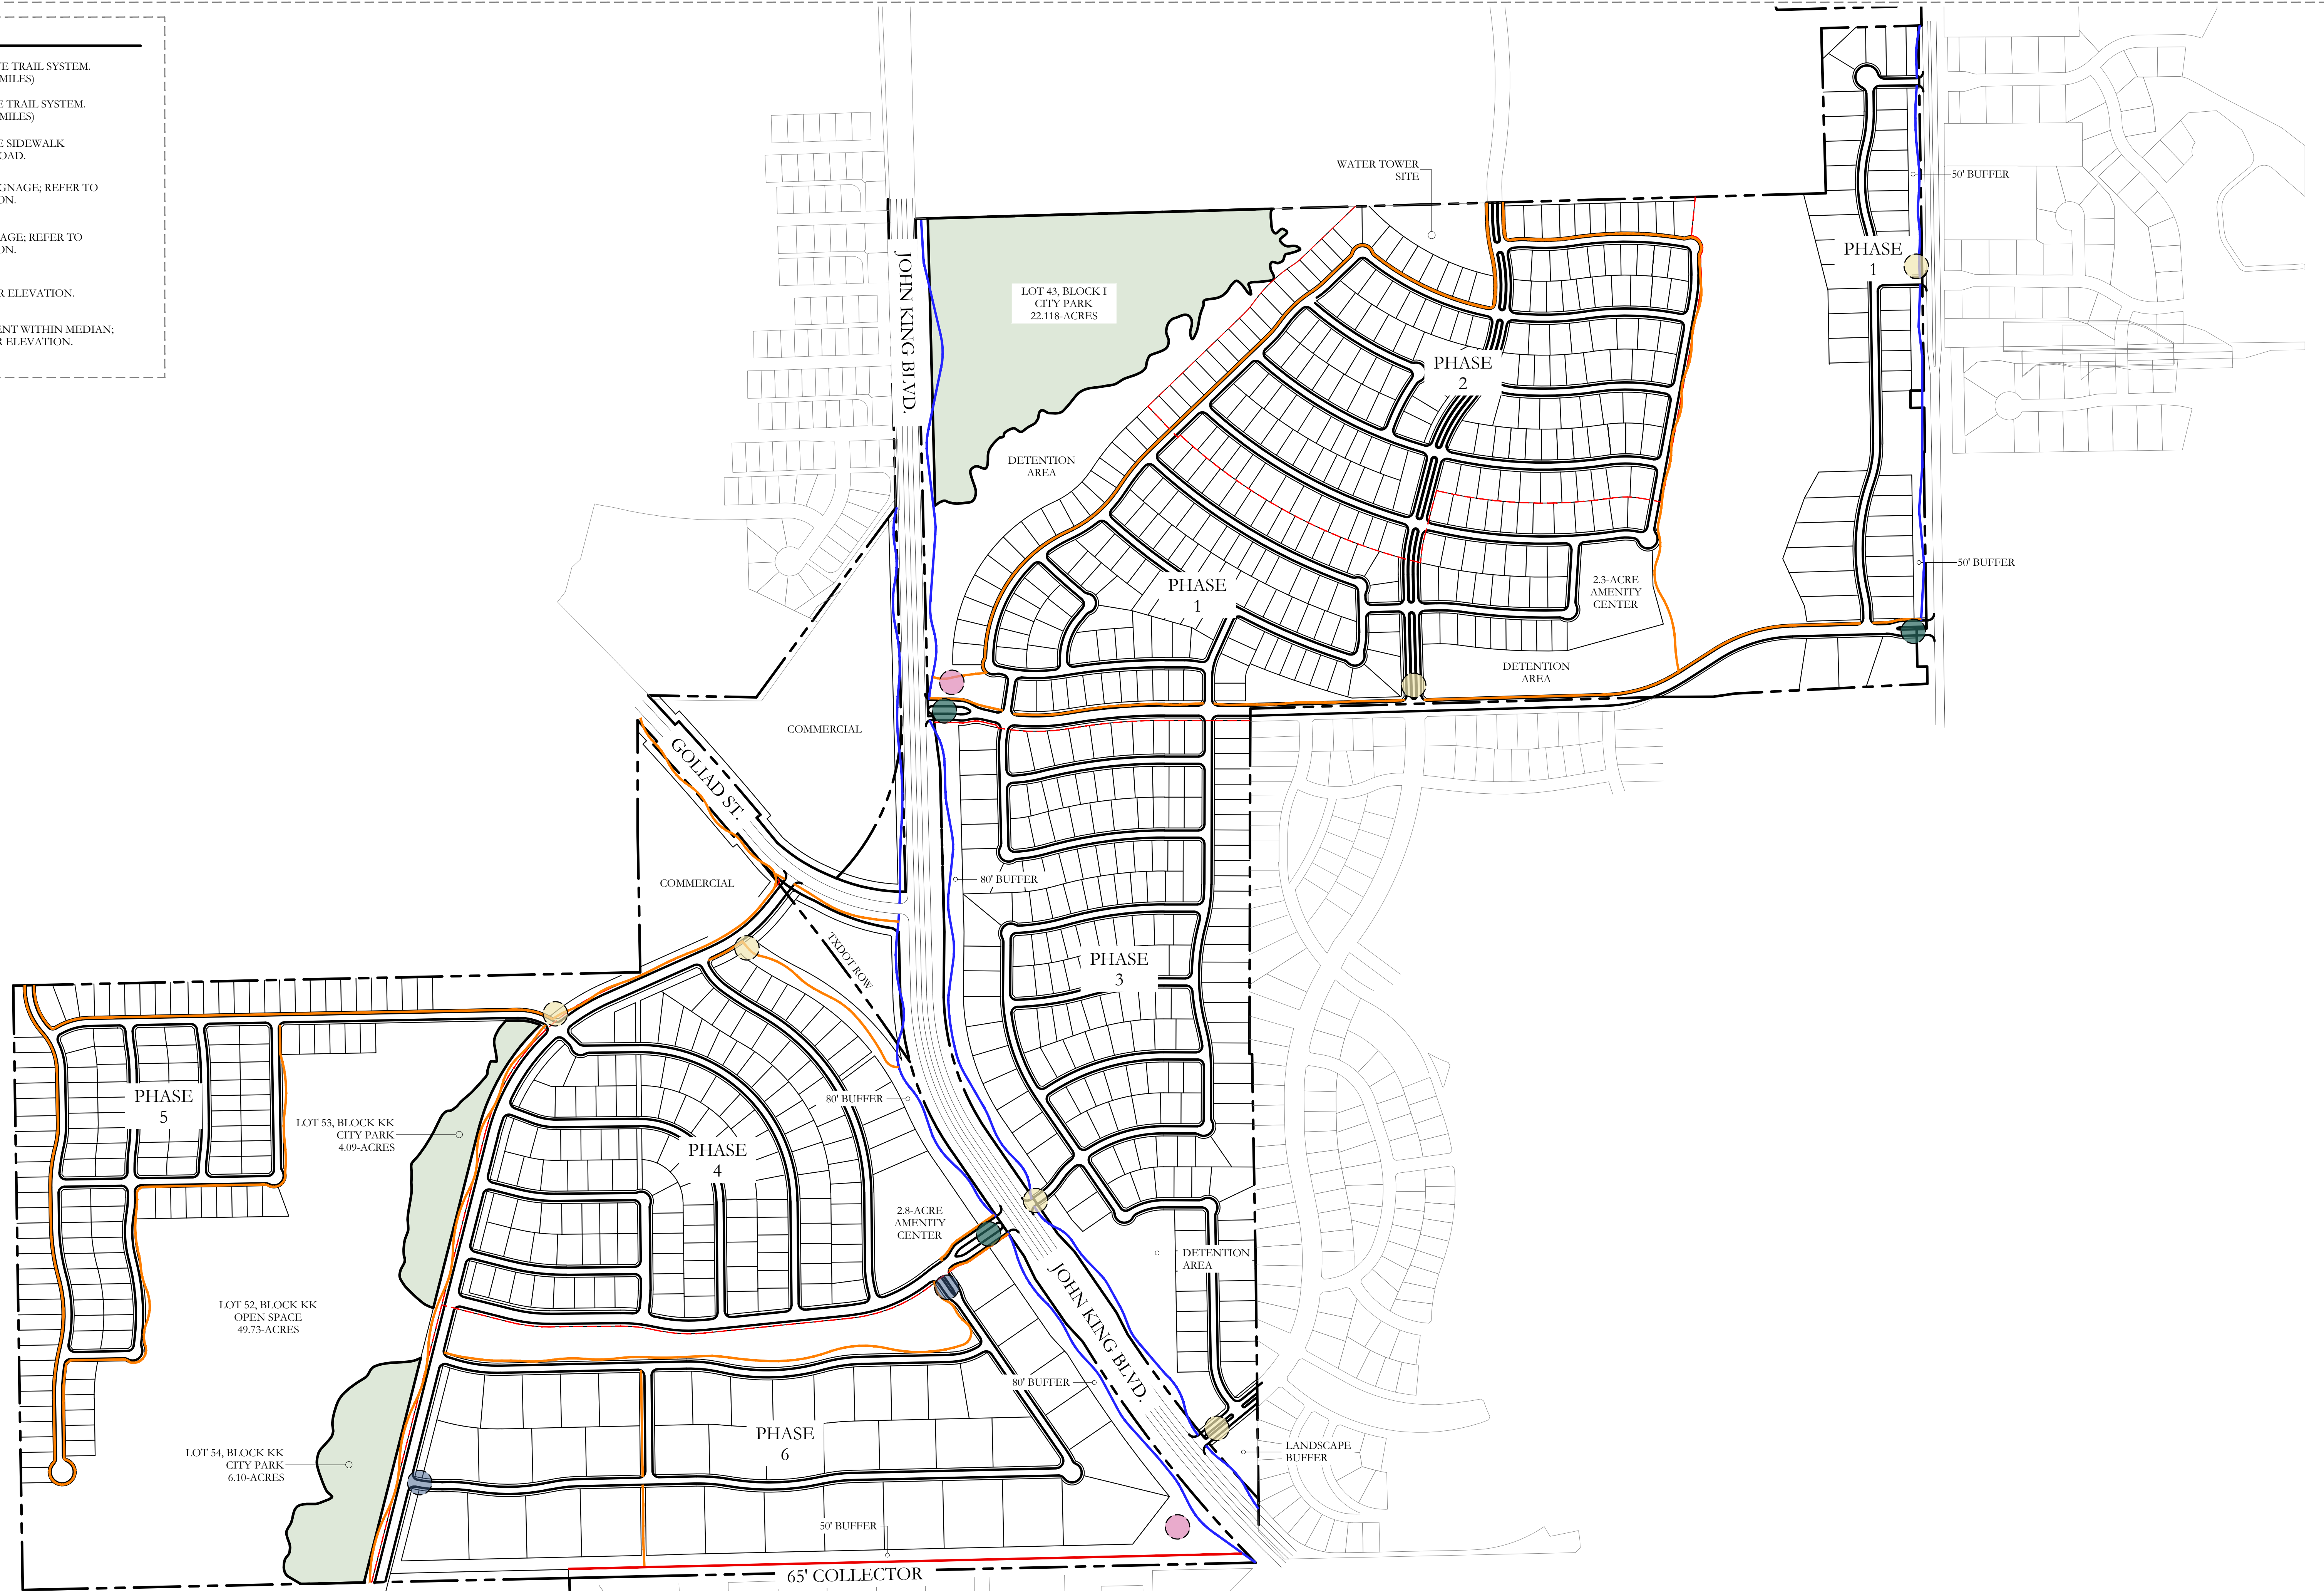 TE TRAIL SYSTEM.
MILES)
E TRAIL SYSTEM.
MILES)
E SIDEWALK
OAD.
GNAGE; REFER TO
ON.
AGE; REFER TO
ON.
R ELEVATION.
ENT WITHIN MEDIAN;
R ELEVATION.
WATER TOWER
SITE
50' BUFFER
PHASE
1
JOHN KING BLVD.
LOT 43, BLOCK I
CITY PARK
22.118-ACRES
PHASE
2
DETENTION
AREA
50' BUFFER
PHASE
1
2.3-ACRE
AMENITY
CENTER
DETENTION
AREA
COMMERCIAL
GOLIAD ST.
COMMERCIAL
80' BUFFER
TXDOT ROW
PHASE
3
PHASE
5
LOT 53, BLOCK KK
CITY PARK
4.09-ACRES
80' BUFFER
PHASE
4
2.8-ACRE
AMENITY
CENTER
DETENTION
AREA
LOT 52, BLOCK KK
OPEN SPACE
49.73-ACRES
JOHN KING BLVD.
80' BUFFER
PHASE
6
LANDSCAPE
BUFFER
LOT 54, BLOCK KK
CITY PARK
6.10-ACRES
50' BUFFER
65' COLLECTOR